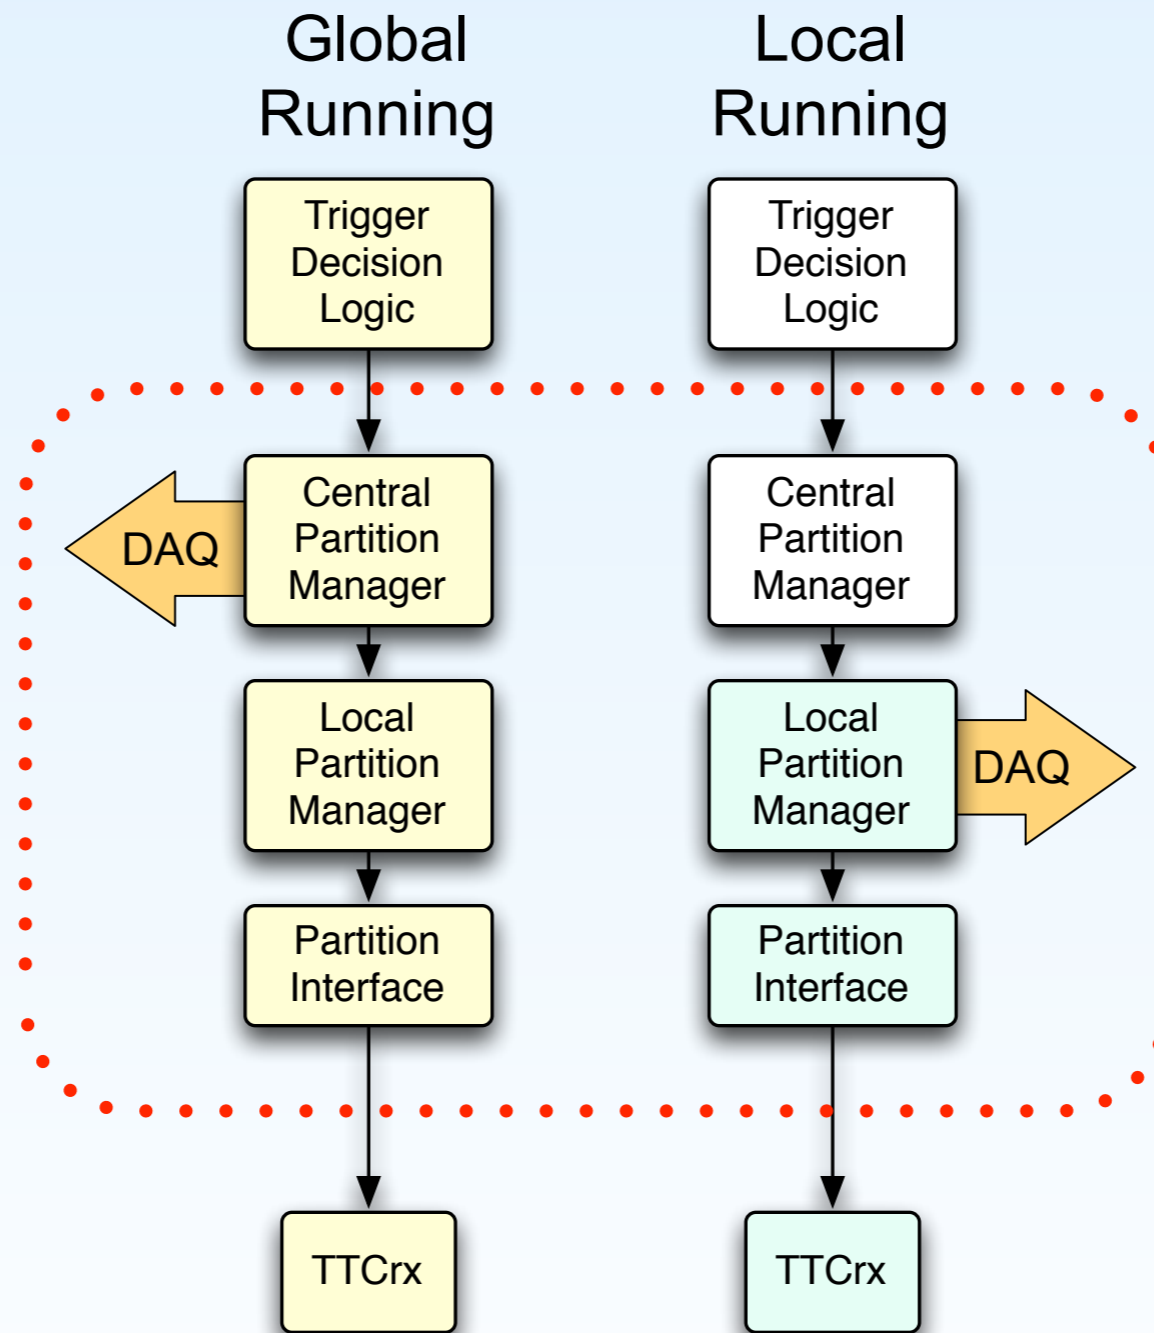 Global
Running
Local
Running
Trigger
Decision
Logic
Trigger
Decision
Logic
Central
Partition
Manager
DAQ
Central
Partition
Manager
Local
Partition
Manager
Local
Partition
Manager
DAQ
Partition
Interface
Partition
Interface
TTCrx
TTCrx